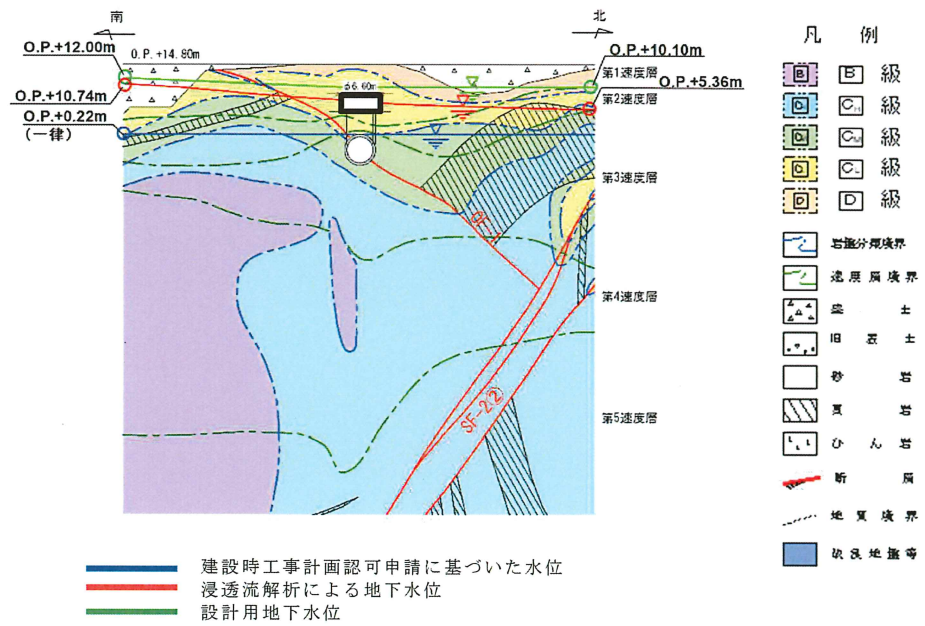 南
北
O.P.+12.00m
O.P.+14.80m
O.P.+10.10m
第1速度層
O.P.+10.74m
φ6.60m
O.P.+5.36m
第2速度層
O.P.+0.22m
(一律)
第3速度層
第4速度層
SF-2②
第5速度層
凡 例
B B 級
CH 級
CM 級
CL 級
D D 級
岩盤分類境界
速度層境界
盛 土
旧 表 土
砂 岩
頁 岩
ひ ん 岩
断 層
地 質 境 界
建設時工事計画認可申請に基づいた水位
浸透流解析による地下水位
設計用地下水位